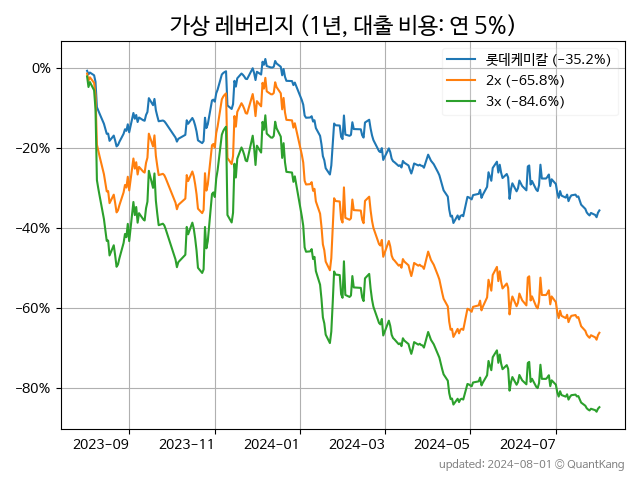 가상 레버리지 (1년, 대출 비용: 연 5%)
롯데케미칼 (−35.2%)
2x (−65.8%)
3x (−84.6%)
0%
−20%
−40%
−60%
−80%
2023-09 2023-11 2024-01 2024-03 2024-05 2024-07
updated: 2024-08-01 © QuantKang